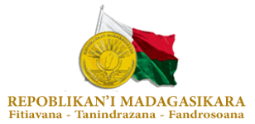 REPOBLIKAN'I MADAGASIKARA
Fitiavana - Tanindrazana - Fandrosoana